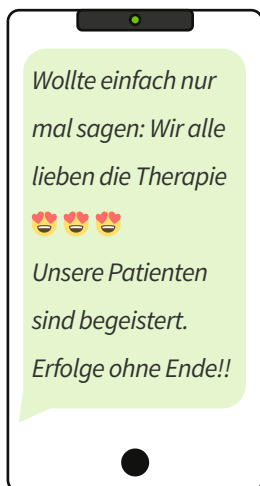 Wollte einfach nur
mal sagen: Wir alle
lieben die Therapie
😍 😍 😍
Unsere Patienten
sind begeistert.
Erfolge ohne Ende!!